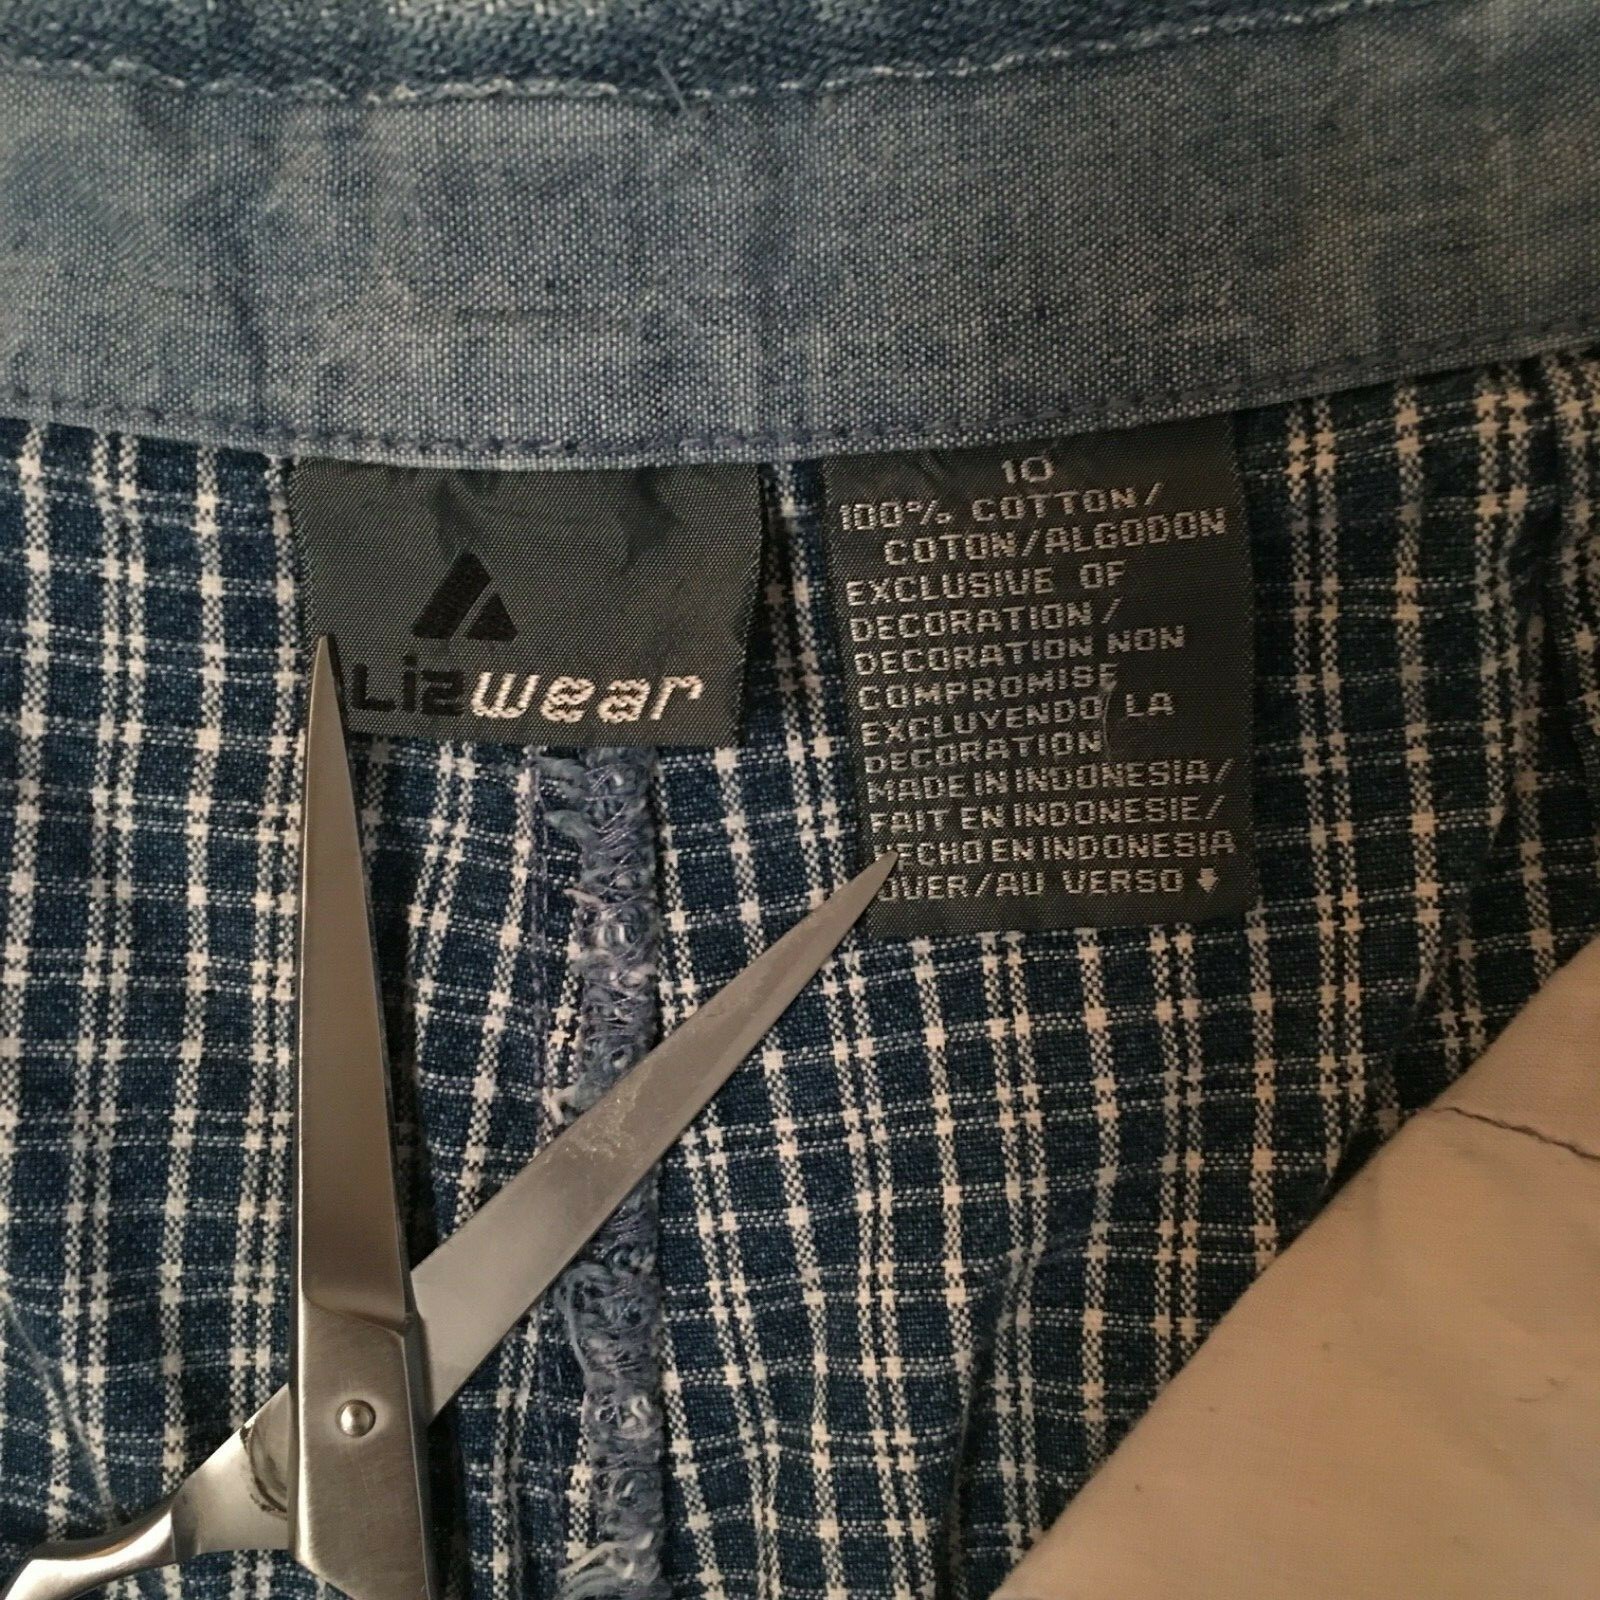 Lizwear
10
100% COTTON/
COTON/ALGODON
EXCLUSIVE OF
DECORATION/
DECORATION NON
COMPROMISE
EXCLUYENDO LA
DECORATION
MADE IN INDONESIA/
FAIT EN INDONESIE/
HECHO EN INDONESIA
OVER/AU VERSO